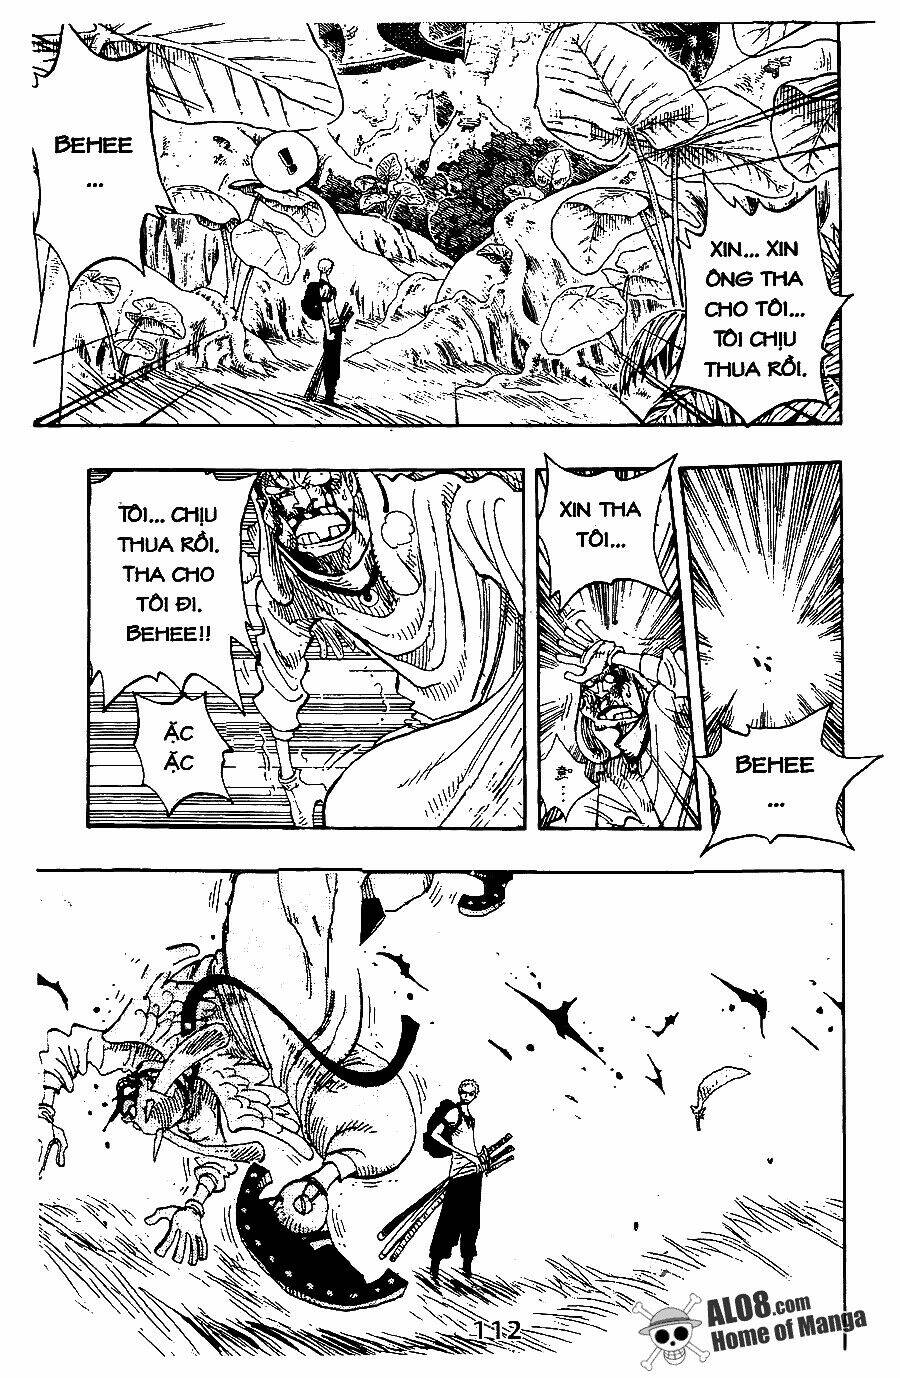 XIN... XIN
ÔNG THA
CHO TÔI...
TÔI CHỊU
THUA RỒI.
!
BEHEE
...
BEHEE
...
XIN THA
TÔI...
TÔI... CHỊU
THUA RỒI.
THA CHO
TÔI ĐI.
BEHEE!!
ẶC
ẶC
112
ALO8.com
Home of Manga